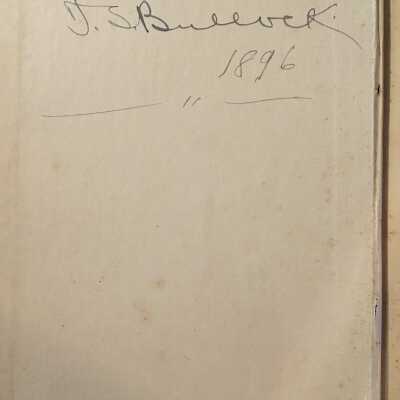 D. S. Bullock.
1896
— " —